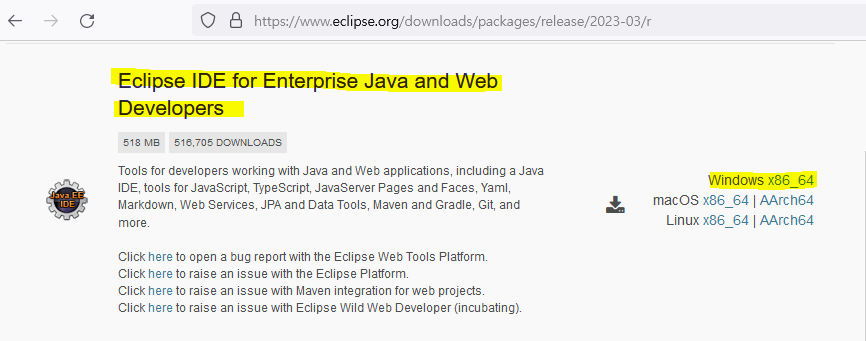 https://www.eclipse.org/downloads/packages/release/2023-03/r
Eclipse IDE for Enterprise Java and Web
Developers
518 MB 516,705 DOWNLOADS
Tools for developers working with Java and Web applications, including a Java
IDE, tools for JavaScript, TypeScript, JavaServer Pages and Faces, Yaml,
Markdown, Web Services, JPA and Data Tools, Maven and Gradle, Git, and
more.
Java EE
IDE
Windows x86_64
macOS x86_64 | AArch64
Linux x86_64 | AArch64
Click here to open a bug report with the Eclipse Web Tools Platform.
Click here to raise an issue with the Eclipse Platform.
Click here to raise an issue with Maven integration for web projects.
Click here to raise an issue with Eclipse Wild Web Developer (incubating).